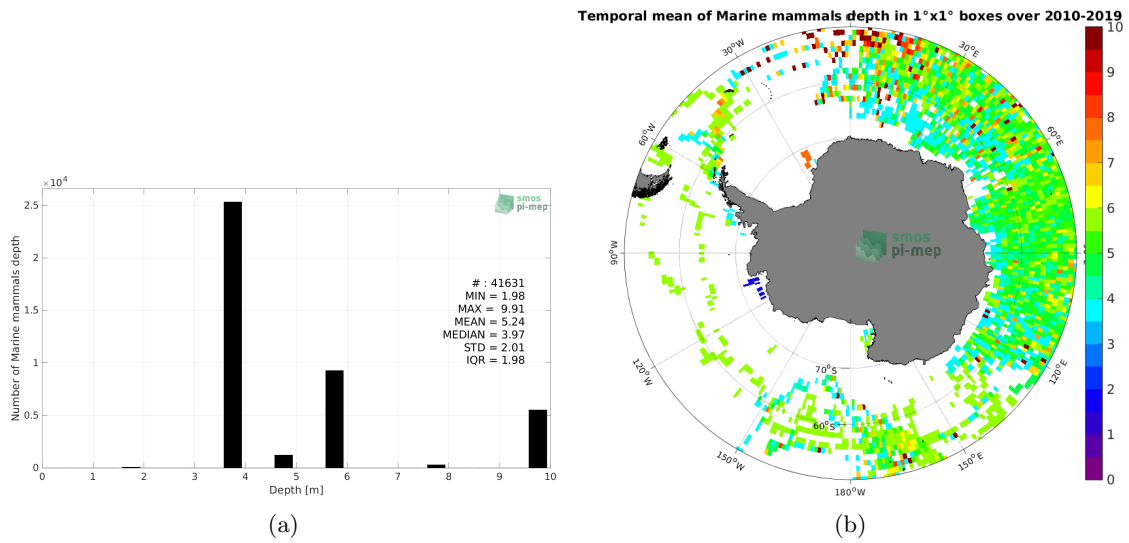 ×10⁴
2.5
2
1.5
1
0.5
0
0 1 2 3 4 5 6 7 8 9 10
Number of Marine mammals depth
Depth [m]
smos
pi-mep
# : 41631
MIN = 1.98
MAX = 9.91
MEAN = 5.24
MEDIAN = 3.97
STD = 2.01
IQR = 1.98
(a)
Temporal mean of Marine mammals depth in 1°x1° boxes over 2010-2019
30°W
30°E
60°W
60°E
90°W
120°W
120°E
150°W
150°E
180°W
70°S
60°S
smos
pi-mep
10
9
8
7
6
5
4
3
2
1
0
(b)